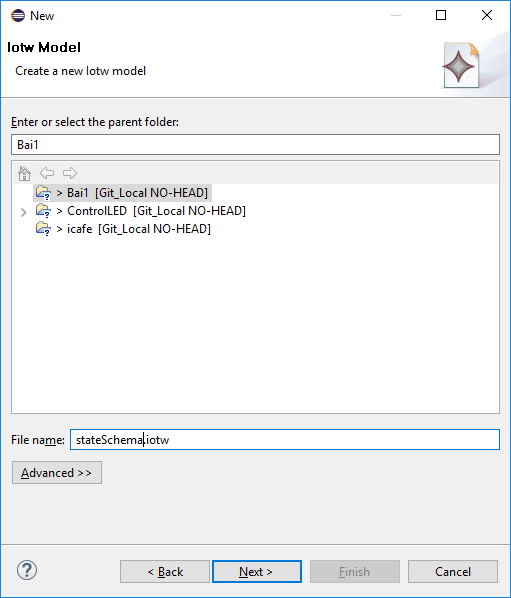 New
Iotw Model
Create a new Iotw model
Enter or select the parent folder:
Bai1
> Bai1 [Git_Local NO-HEAD]
> ControlLED [Git_Local NO-HEAD]
> icafe [Git_Local NO-HEAD]
File name: stateSchema.iotw
Advanced >>
? < Back Next > Finish Cancel